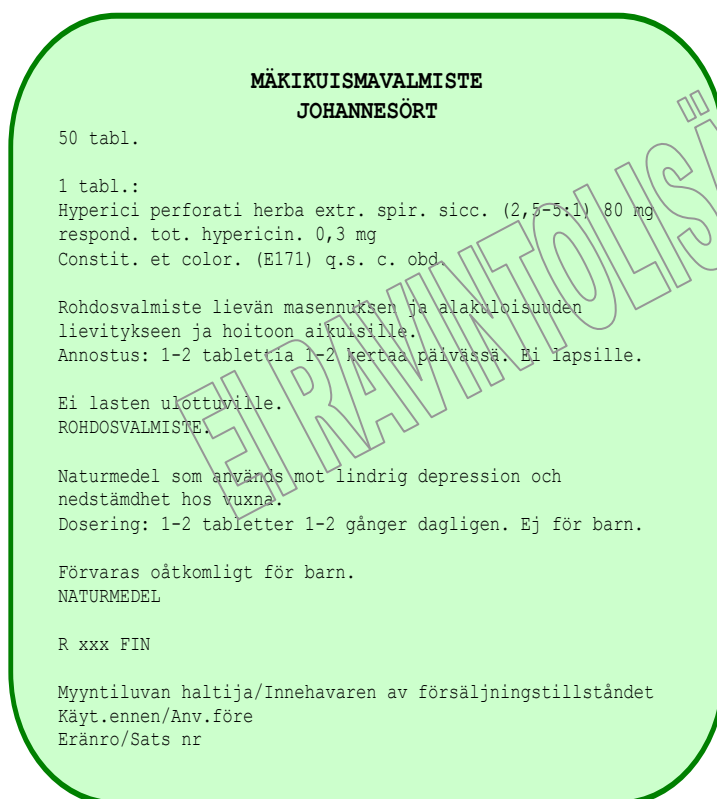 MÄKIKUISMAVALMISTE
JOHANNESÖRT
50 tabl.
1 tabl.:
Hyperici perforati herba extr. spir. sicc. (2,5-5:1) 80 mg
respond. tot. hypericin. 0,3 mg
Constit. et color. (E171) q.s. c. obd.
Rohdosvalmiste lievän masennuksen ja alakuloisuuden
lievitykseen ja hoitoon aikuisille.
Annostus: 1-2 tablettia 1-2 kertaa päivässä. Ei lapsille.
Ei lasten ulottuville.
ROHDOSVALMISTE.
Naturmedel som används mot lindrig depression och
nedstämdhet hos vuxna.
Dosering: 1-2 tabletter 1-2 gånger dagligen. Ej för barn.
Förvaras oåtkomligt för barn.
NATURMEDEL
R xxx FIN
Myyntiluvan haltija/Innehavaren av försäljningstillståndet
Käyt.ennen/Anv.före
Eränro/Sats nr
EI RAVINTOLISÄ